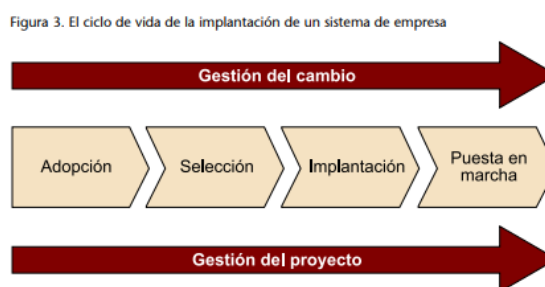 Figura 3. El ciclo de vida de la implantación de un sistema de empresa
Gestión del cambio
Adopción
Selección
Implantación
Puesta en
marcha
Gestión del proyecto